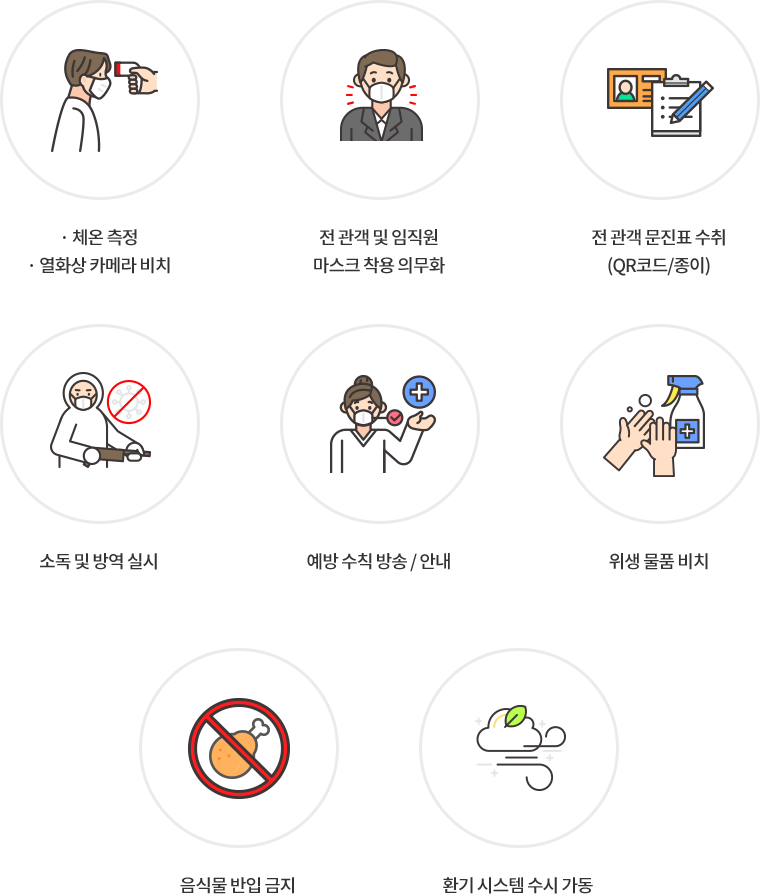 · 체온 측정
· 열화상 카메라 비치
전 관객 및 임직원
마스크 착용 의무화
전 관객 문진표 수취
(QR코드/종이)
소독 및 방역 실시
예방 수칙 방송 / 안내
위생 물품 비치
음식물 반입 금지
환기 시스템 수시 가동